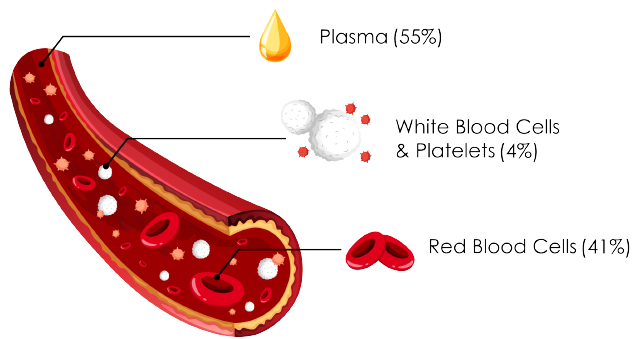 Plasma (55%)
White Blood Cells
& Platelets (4%)
Red Blood Cells (41%)